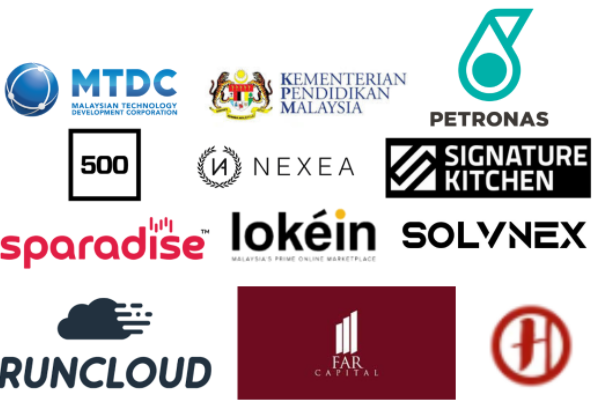 MTDC
MALAYSIAN TECHNOLOGY
DEVELOPMENT CORPORATION
KEMENTERIAN
PENDIDIKAN
MALAYSIA
PETRONAS
500
NEXEA
SIGNATURE
KITCHEN
sparadise™
lokéin
MALAYSIA'S PRIME ONLINE MARKETPLACE
SOLVNEX
RUNCLOUD
FAR
CAPITAL
H